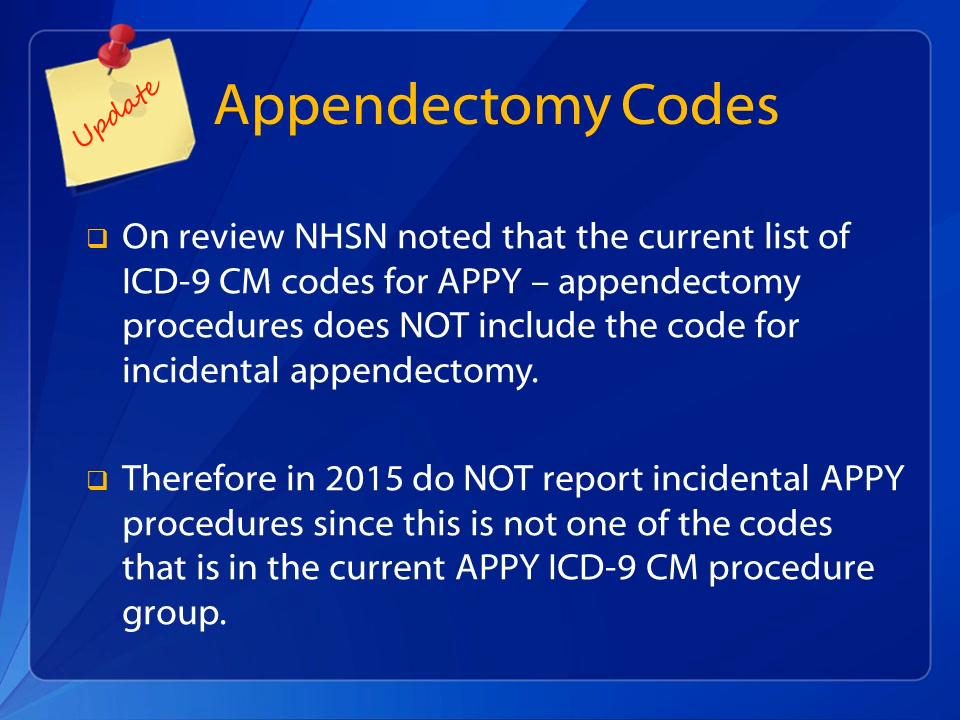 Update
Appendectomy Codes
On review NHSN noted that the current list of
ICD-9 CM codes for APPY – appendectomy
procedures does NOT include the code for
incidental appendectomy.
Therefore in 2015 do NOT report incidental APPY
procedures since this is not one of the codes
that is in the current APPY ICD-9 CM procedure
group.